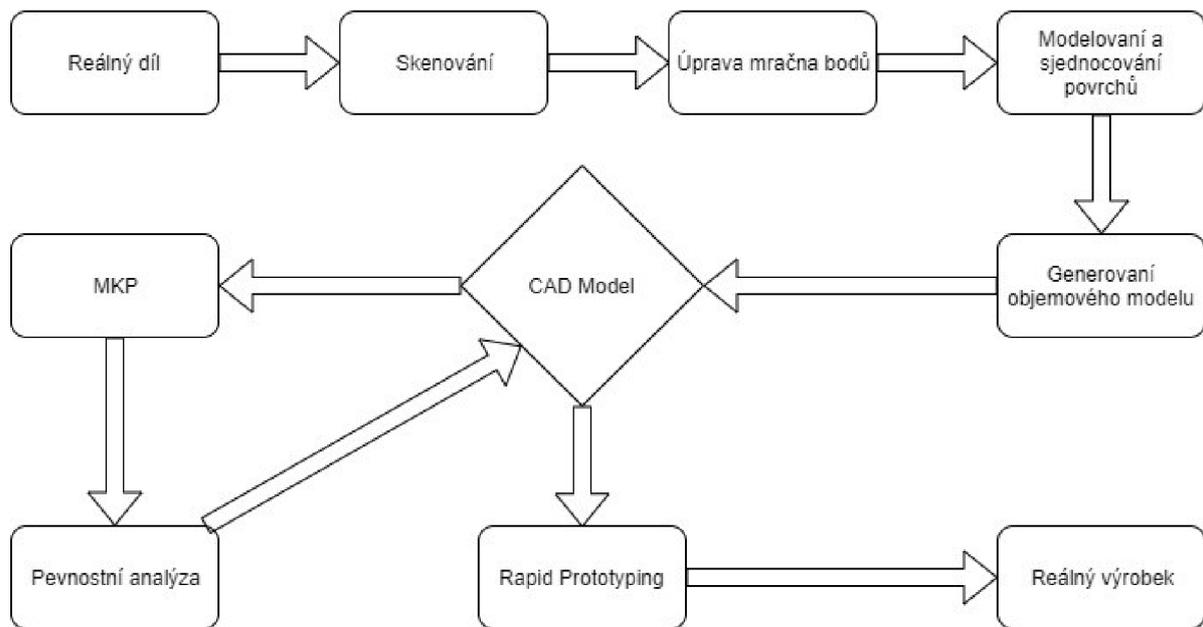 Reálný díl
Skenování
Úprava mračna bodů
Modelovaní a
sjednocování
povrchů
MKP
CAD Model
Generovaní
objemového modelu
Pevnostní analýza
Rapid Prototyping
Reálný výrobek